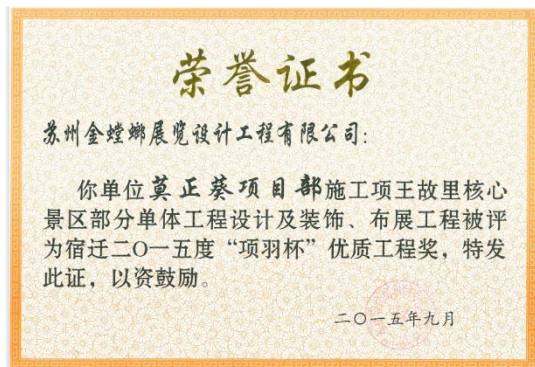 荣誉证书
苏州金螳螂展览设计工程有限公司：
你单位莫正葵项目部施工项王故里核心
景区部分单体工程设计及装饰、布展工程被评
为宿迁二〇一五度“项羽杯”优质工程奖，特发
此证，以资鼓励。
二〇一五年九月